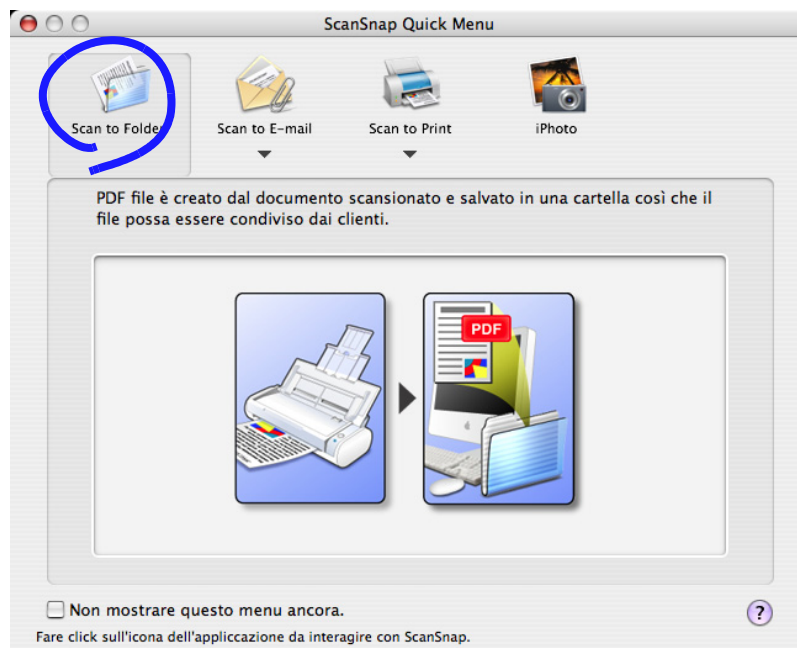 ScanSnap Quick Menu
Scan to Folder
Scan to E-mail
Scan to Print
iPhoto
PDF file è creato dal documento scansionato e salvato in una cartella così che il
file possa essere condiviso dai clienti.
PDF
Non mostrare questo menu ancora.
?
Fare click sull'icona dell'appliccazione da interagire con ScanSnap.